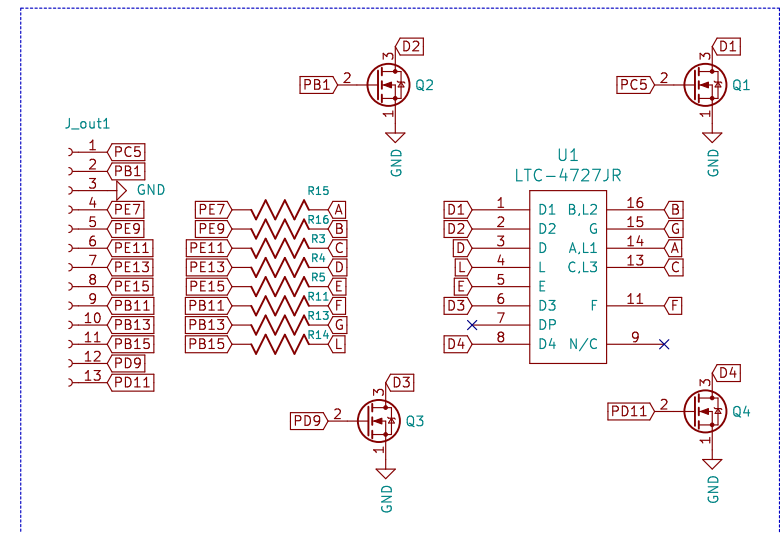 3 D2
PB1 2 Q2
1
GND
3 D1
PC5 2 Q1
1
GND
J_out1
1 PC5
2 PB1
3 GND
4 PE7
5 PE9
6 PE11
7 PE13
8 PE15
9 PB11
10 PB13
11 PB15
12 PD9
13 PD11
R15
PE7 A
R16
PE9 B
R3
PE11 C
R4
PE13 D
R5
PE15 E
R11
PB11 F
R13
PB13 G
R14
PB15 L
U1
LTC-4727JR
D1 1 D1 B,L2 16 B
D2 2 D2 G 15 G
D 3 D A,L1 14 A
L 4 L C,L3 13 C
E 5 E
D3 6 D3 F 11 F
7 DP
D4 8 D4 N/C 9
3 D3
PD9 2 Q3
1
GND
3 D4
PD11 2 Q4
1
GND